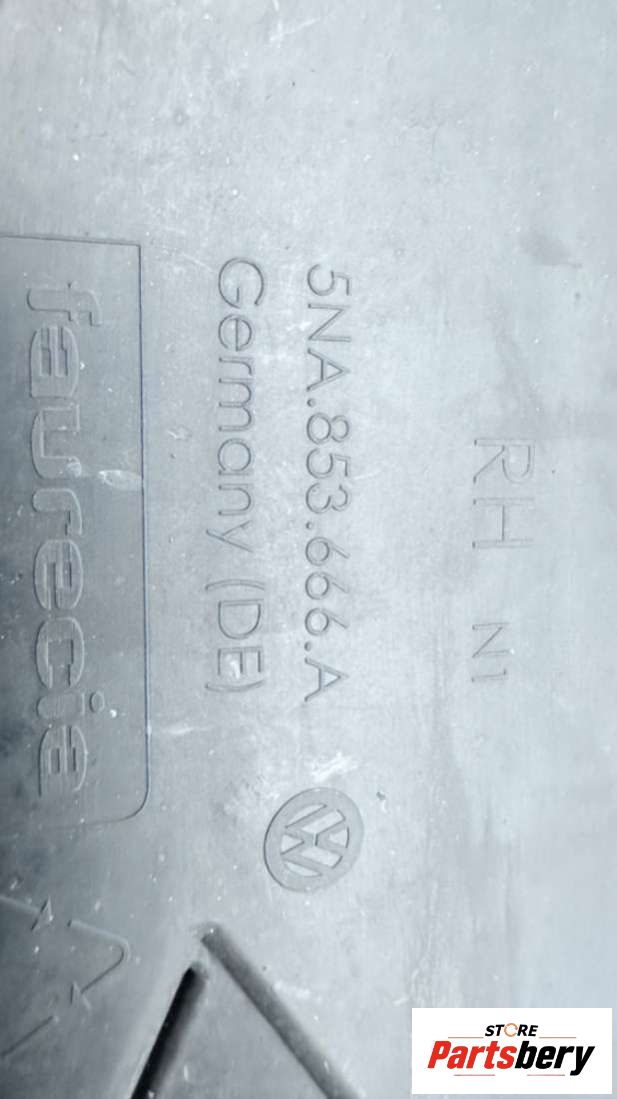 RH N1
5NA.853.666.A
Germany (DE)
faurecia
STORE
Partsbery